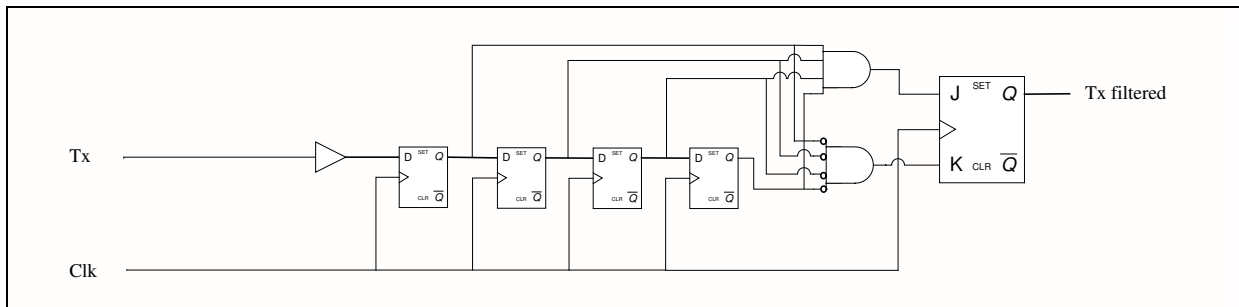 J SET Q
Tx filtered
K CLR Q
Tx
D SET Q
CLR Q
D SET Q
CLR Q
D SET Q
CLR Q
D SET Q
CLR Q
Clk